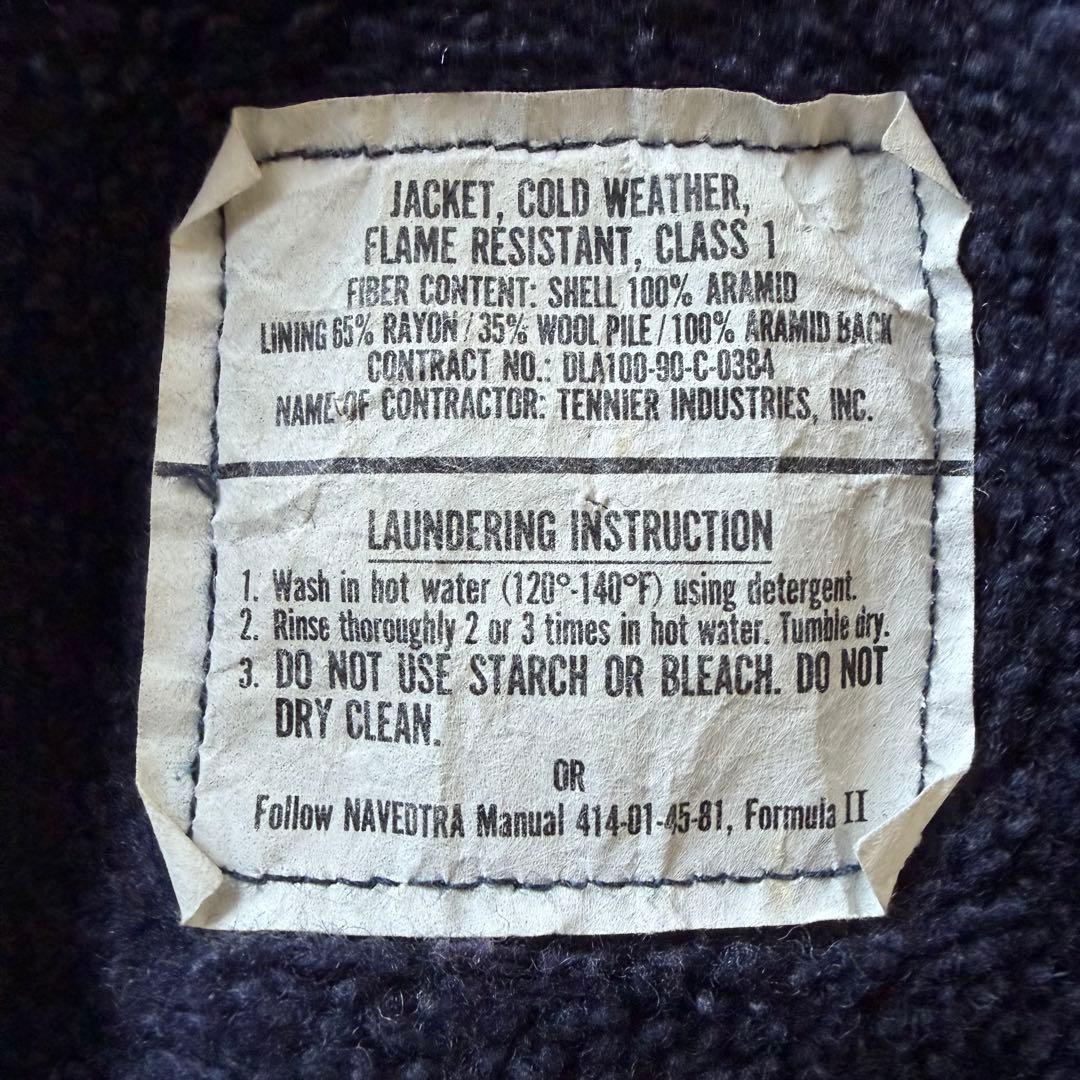 JACKET, COLD WEATHER,
FLAME RESISTANT, CLASS 1
FIBER CONTENT: SHELL 100% ARAMID
LINING 65% RAYON / 35% WOOL PILE / 100% ARAMID BACK
CONTRACT NO.: DLA100-90-C-0384
NAME OF CONTRACTOR: TENNIER INDUSTRIES, INC.
LAUNDERING INSTRUCTION
1. Wash in hot water (120°-140°F) using detergent.
2. Rinse thoroughly 2 or 3 times in hot water. Tumble dry.
3. DO NOT USE STARCH OR BLEACH. DO NOT
DRY CLEAN.
OR
Follow NAVEDTRA Manual 414-01-45-81, Formula II